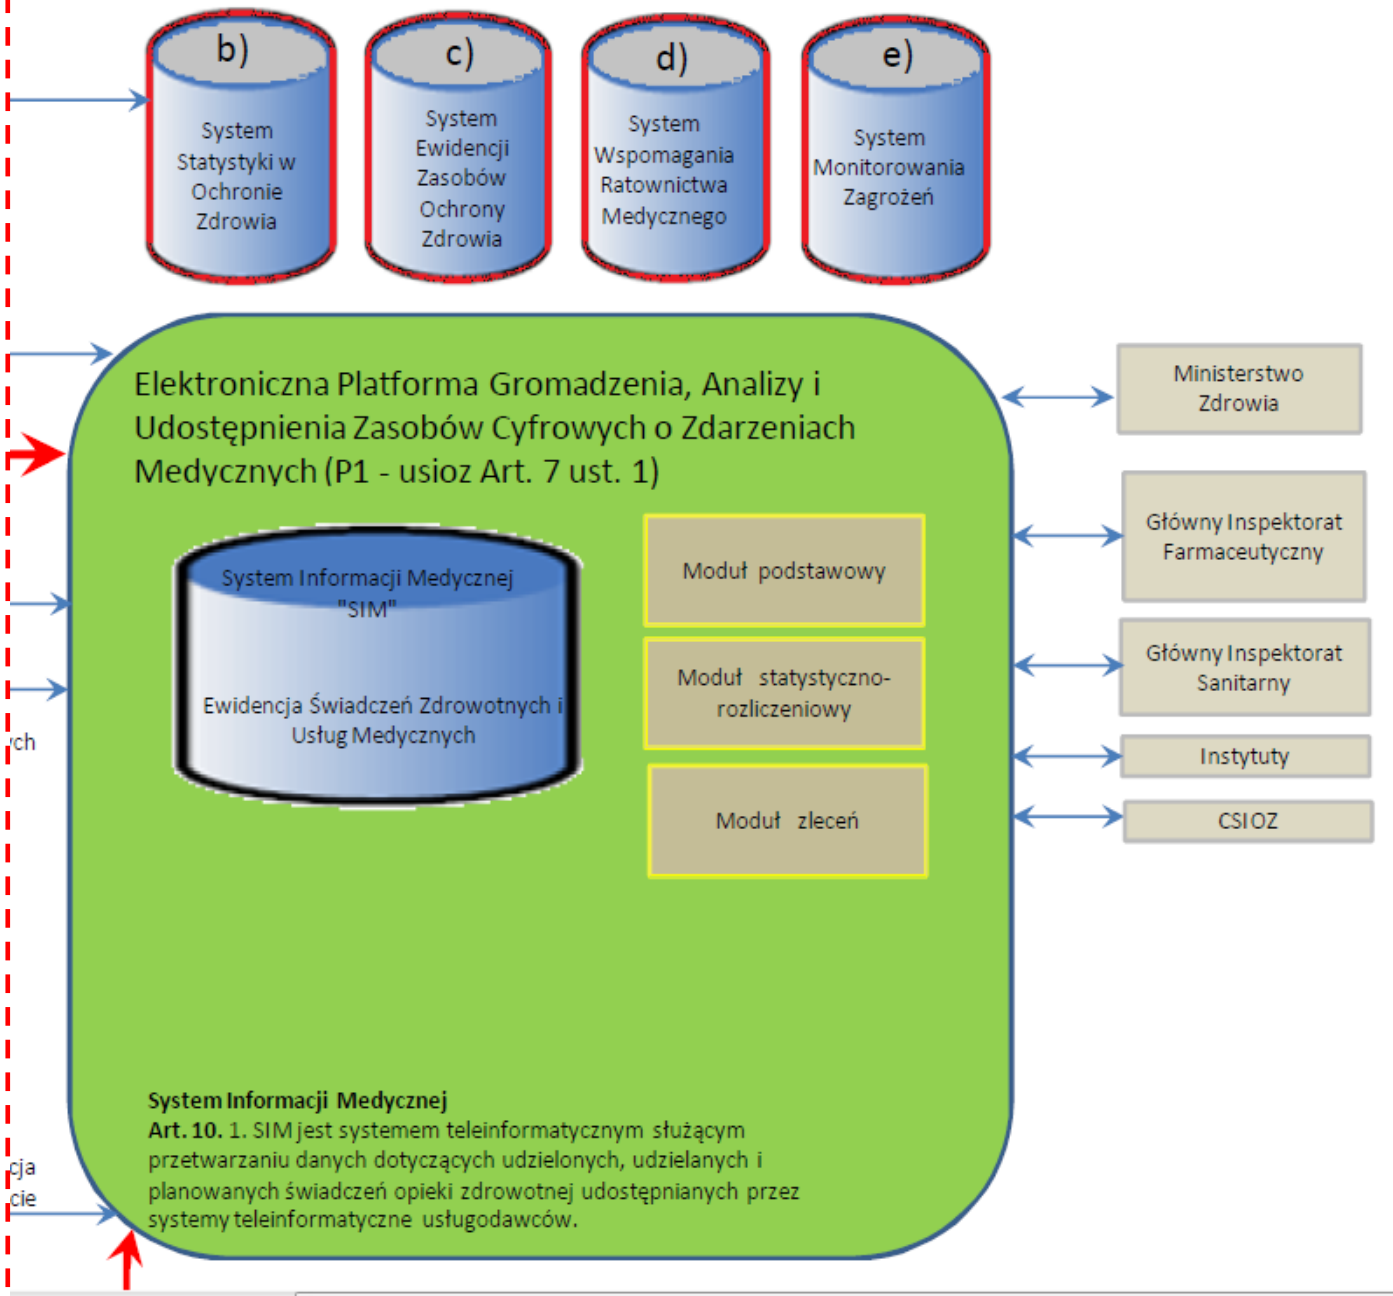 b)
System
Statystyki w
Ochronie
Zdrowia
c)
System
Ewidencji
Zasobów
Ochrony
Zdrowia
d)
System
Wspomagania
Ratownictwa
Medycznego
e)
System
Monitorowania
Zagrożeń
Elektroniczna Platforma Gromadzenia, Analizy i
Udostępnienia Zasobów Cyfrowych o Zdarzeniach
Medycznych (P1 - usioz Art. 7 ust. 1)
System Informacji Medycznej
"SIM"
Ewidencja Świadczeń Zdrowotnych i
Usług Medycznych
Moduł podstawowy
Moduł statystyczno-
rozliczeniowy
Moduł zleceń
Ministerstwo
Zdrowia
Główny Inspektorat
Farmaceutyczny
Główny Inspektorat
Sanitarny
Instytuty
CSIOZ
System Informacji Medycznej
Art. 10. 1. SIM jest systemem teleinformatycznym służącym
przetwarzaniu danych dotyczących udzielonych, udzielanych i
planowanych świadczeń opieki zdrowotnej udostępnianych przez
systemy teleinformatyczne usługodawców.
ych
cja
cie